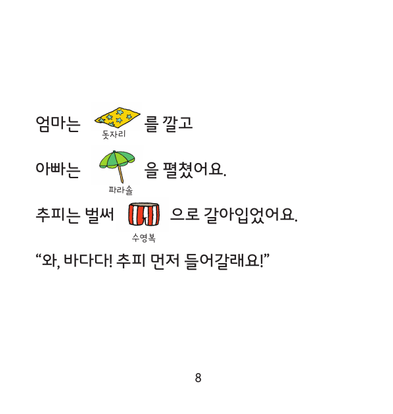 엄마는 돗자리 를 깔고
아빠는 파라솔 을 펼쳤어요.
추피는 벌써 수영복 으로 갈아입었어요.
“와, 바다다! 추피 먼저 들어갈래요!”
8